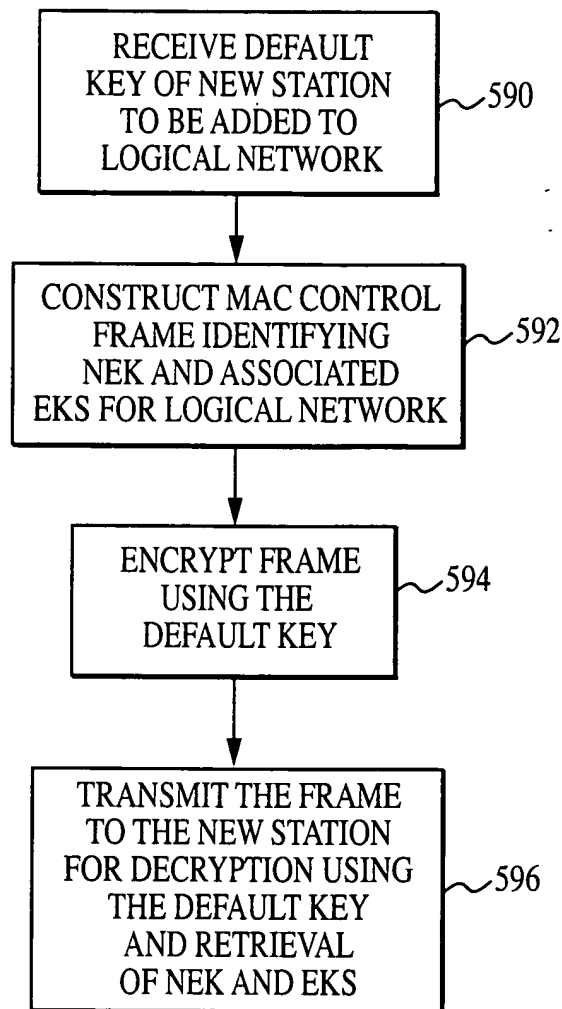 RECEIVE DEFAULT
KEY OF NEW STATION
TO BE ADDED TO
LOGICAL NETWORK
590
CONSTRUCT MAC CONTROL
FRAME IDENTIFYING
NEK AND ASSOCIATED
EKS FOR LOGICAL NETWORK
592
ENCRYPT FRAME
USING THE
DEFAULT KEY
594
TRANSMIT THE FRAME
TO THE NEW STATION
FOR DECRYPTION USING
THE DEFAULT KEY
AND RETRIEVAL
OF NEK AND EKS
596